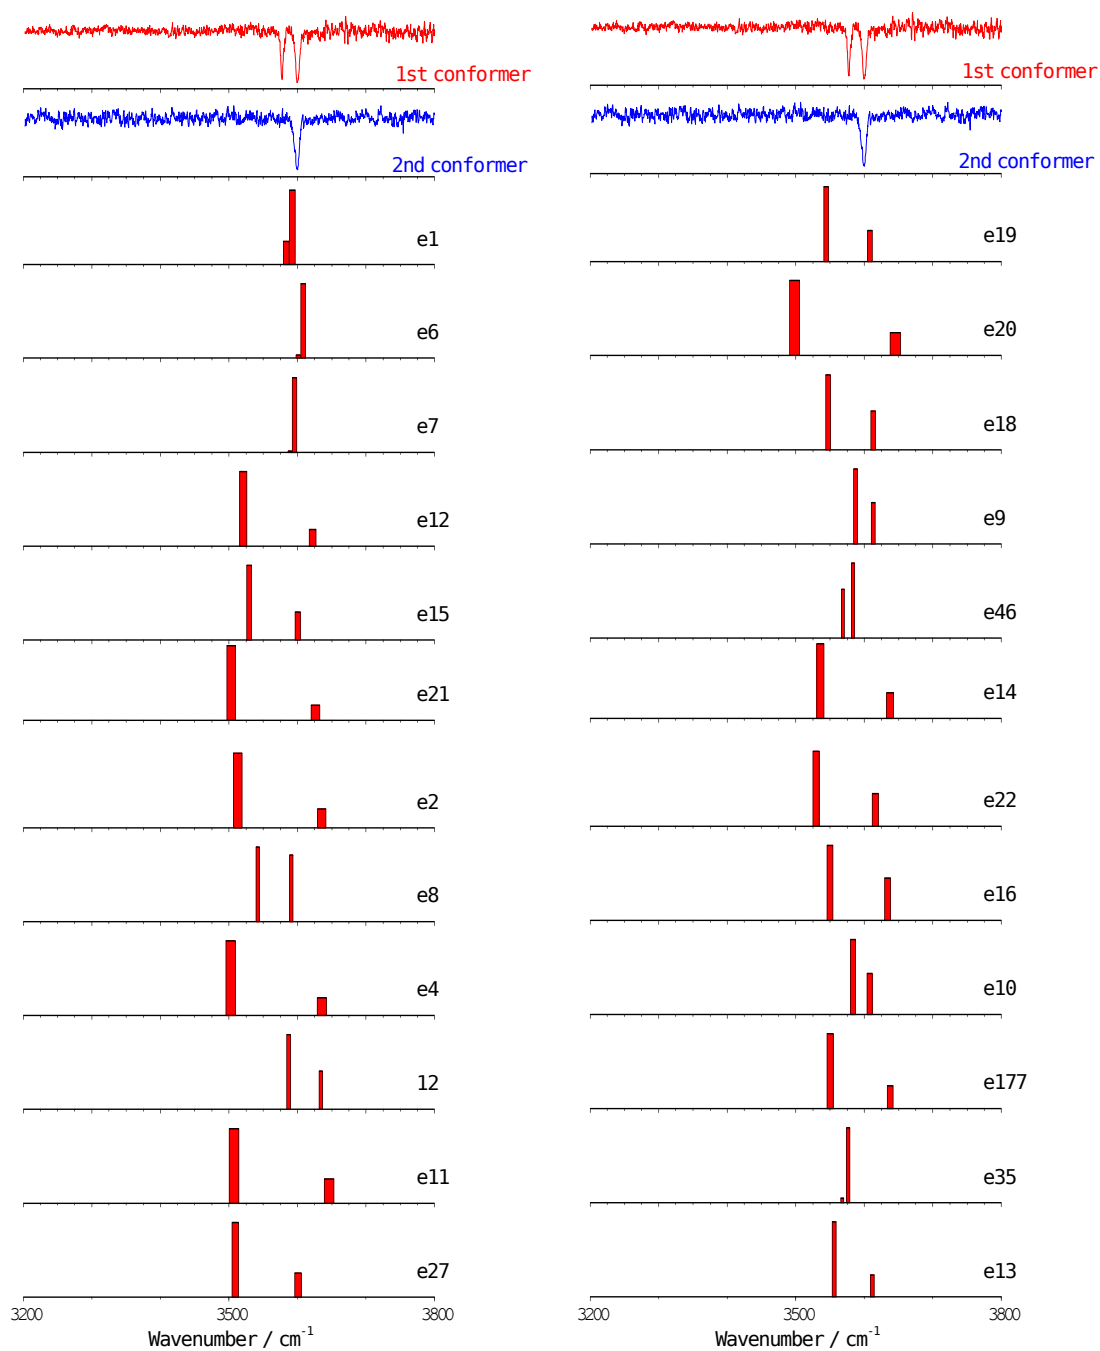 1st conformer
2nd conformer
e1
e6
e7
e12
e15
e21
e2
e8
e4
12
e11
e27
3200 3500 3800
Wavenumber / cm-1
1st conformer
2nd conformer
e19
e20
e18
e9
e46
e14
e22
e16
e10
e177
e35
e13
3200 3500 3800
Wavenumber / cm-1